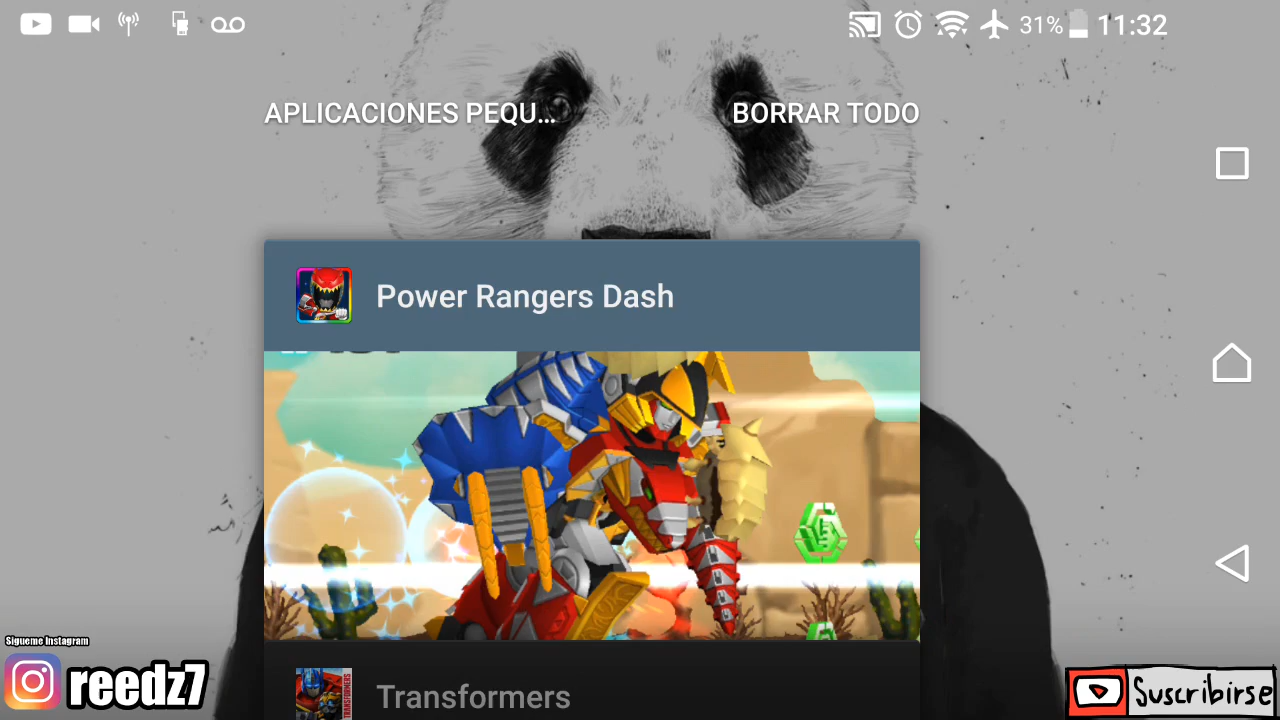 31% 11:32
APLICACIONES PEQU... BORRAR TODO
Power Rangers Dash
Transformers
Sigueme Instagram
reedz7
Suscribirse